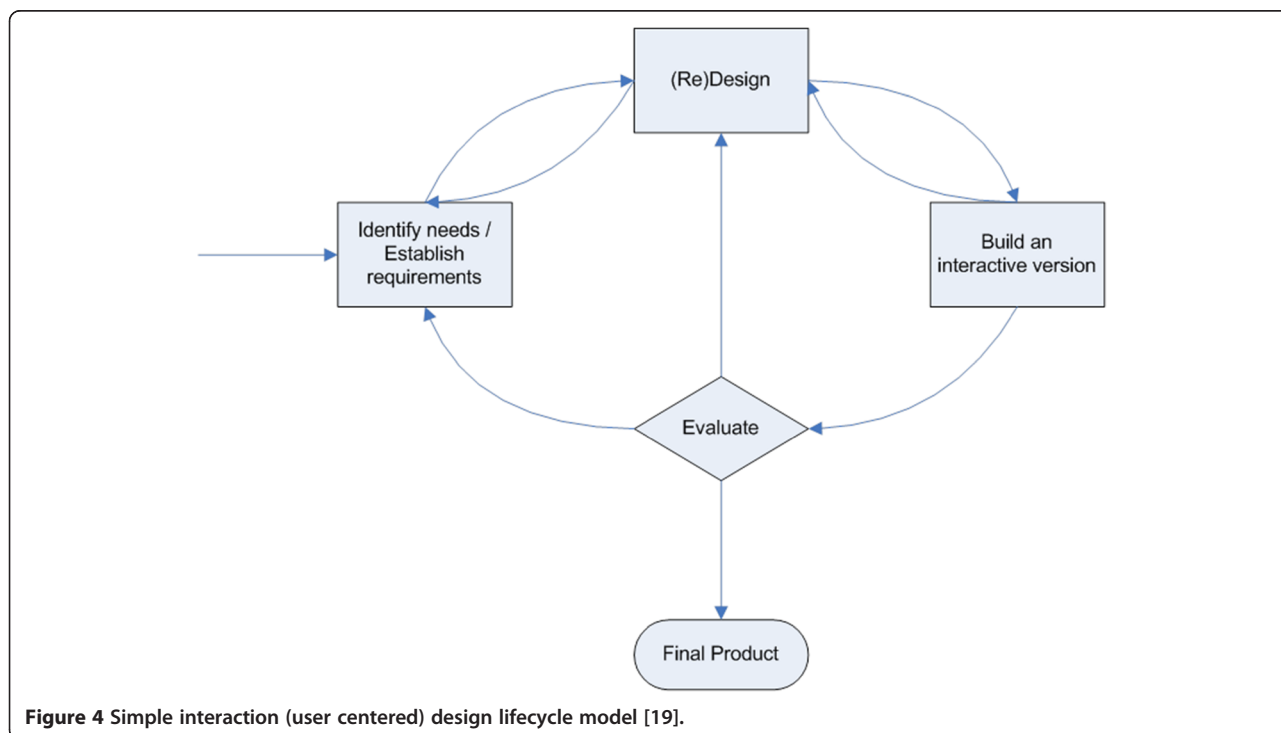 (Re)Design
Identify needs /
Establish
requirements
Build an
interactive version
Evaluate
Final Product
Figure 4 Simple interaction (user centered) design lifecycle model [19].